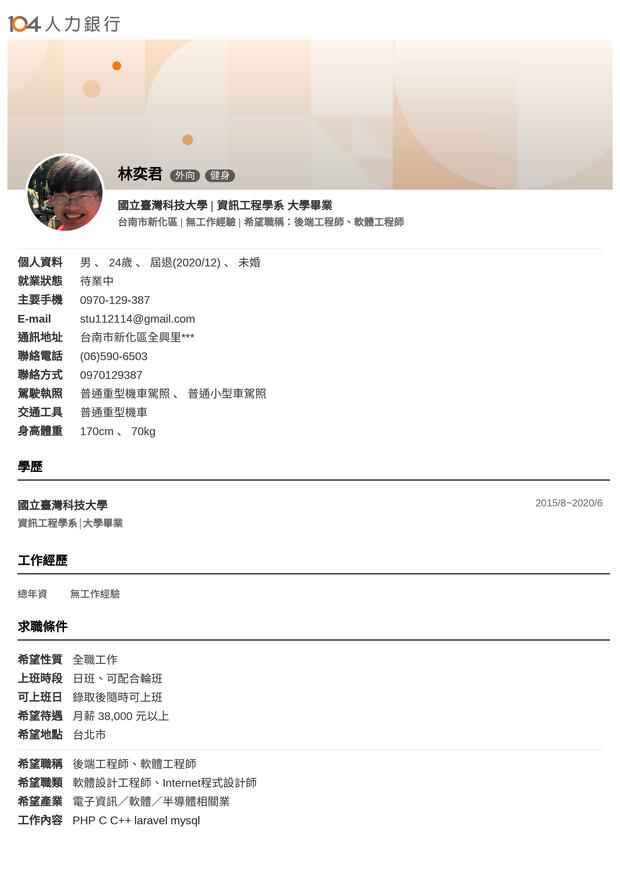 104 人力銀行
林奕君 外向 健身
國立臺灣科技大學 | 資訊工程學系 大學畢業
台南市新化區 | 無工作經驗 | 希望職稱：後端工程師、軟體工程師
個人資料 男 、 24歲 、 屆退(2020/12) 、 未婚
就業狀態 待業中
主要手機 0970-129-387
E-mail stu112114@gmail.com
通訊地址 台南市新化區全興里***
聯絡電話 (06)590-6503
聯絡方式 0970129387
駕駛執照 普通重型機車駕照 、 普通小型車駕照
交通工具 普通重型機車
身高體重 170cm 、 70kg
學歷
國立臺灣科技大學 2015/8~2020/6
資訊工程學系│大學畢業
工作經歷
總年資 無工作經驗
求職條件
希望性質 全職工作
上班時段 日班、可配合輪班
可上班日 錄取後隨時可上班
希望待遇 月薪 38,000 元以上
希望地點 台北市
希望職稱 後端工程師、軟體工程師
希望職類 軟體設計工程師、Internet程式設計師
希望產業 電子資訊／軟體／半導體相關業
工作內容 PHP C C++ laravel mysql